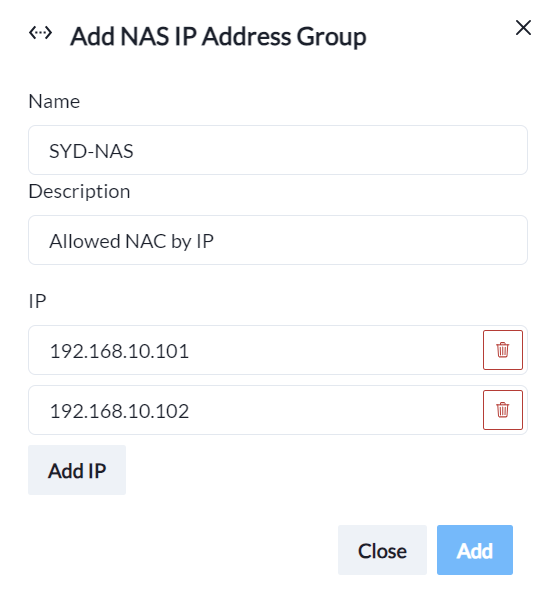 Add NAS IP Address Group
Name
SYD-NAS
Description
Allowed NAC by IP
IP
192.168.10.101
192.168.10.102
Add IP
Close
Add